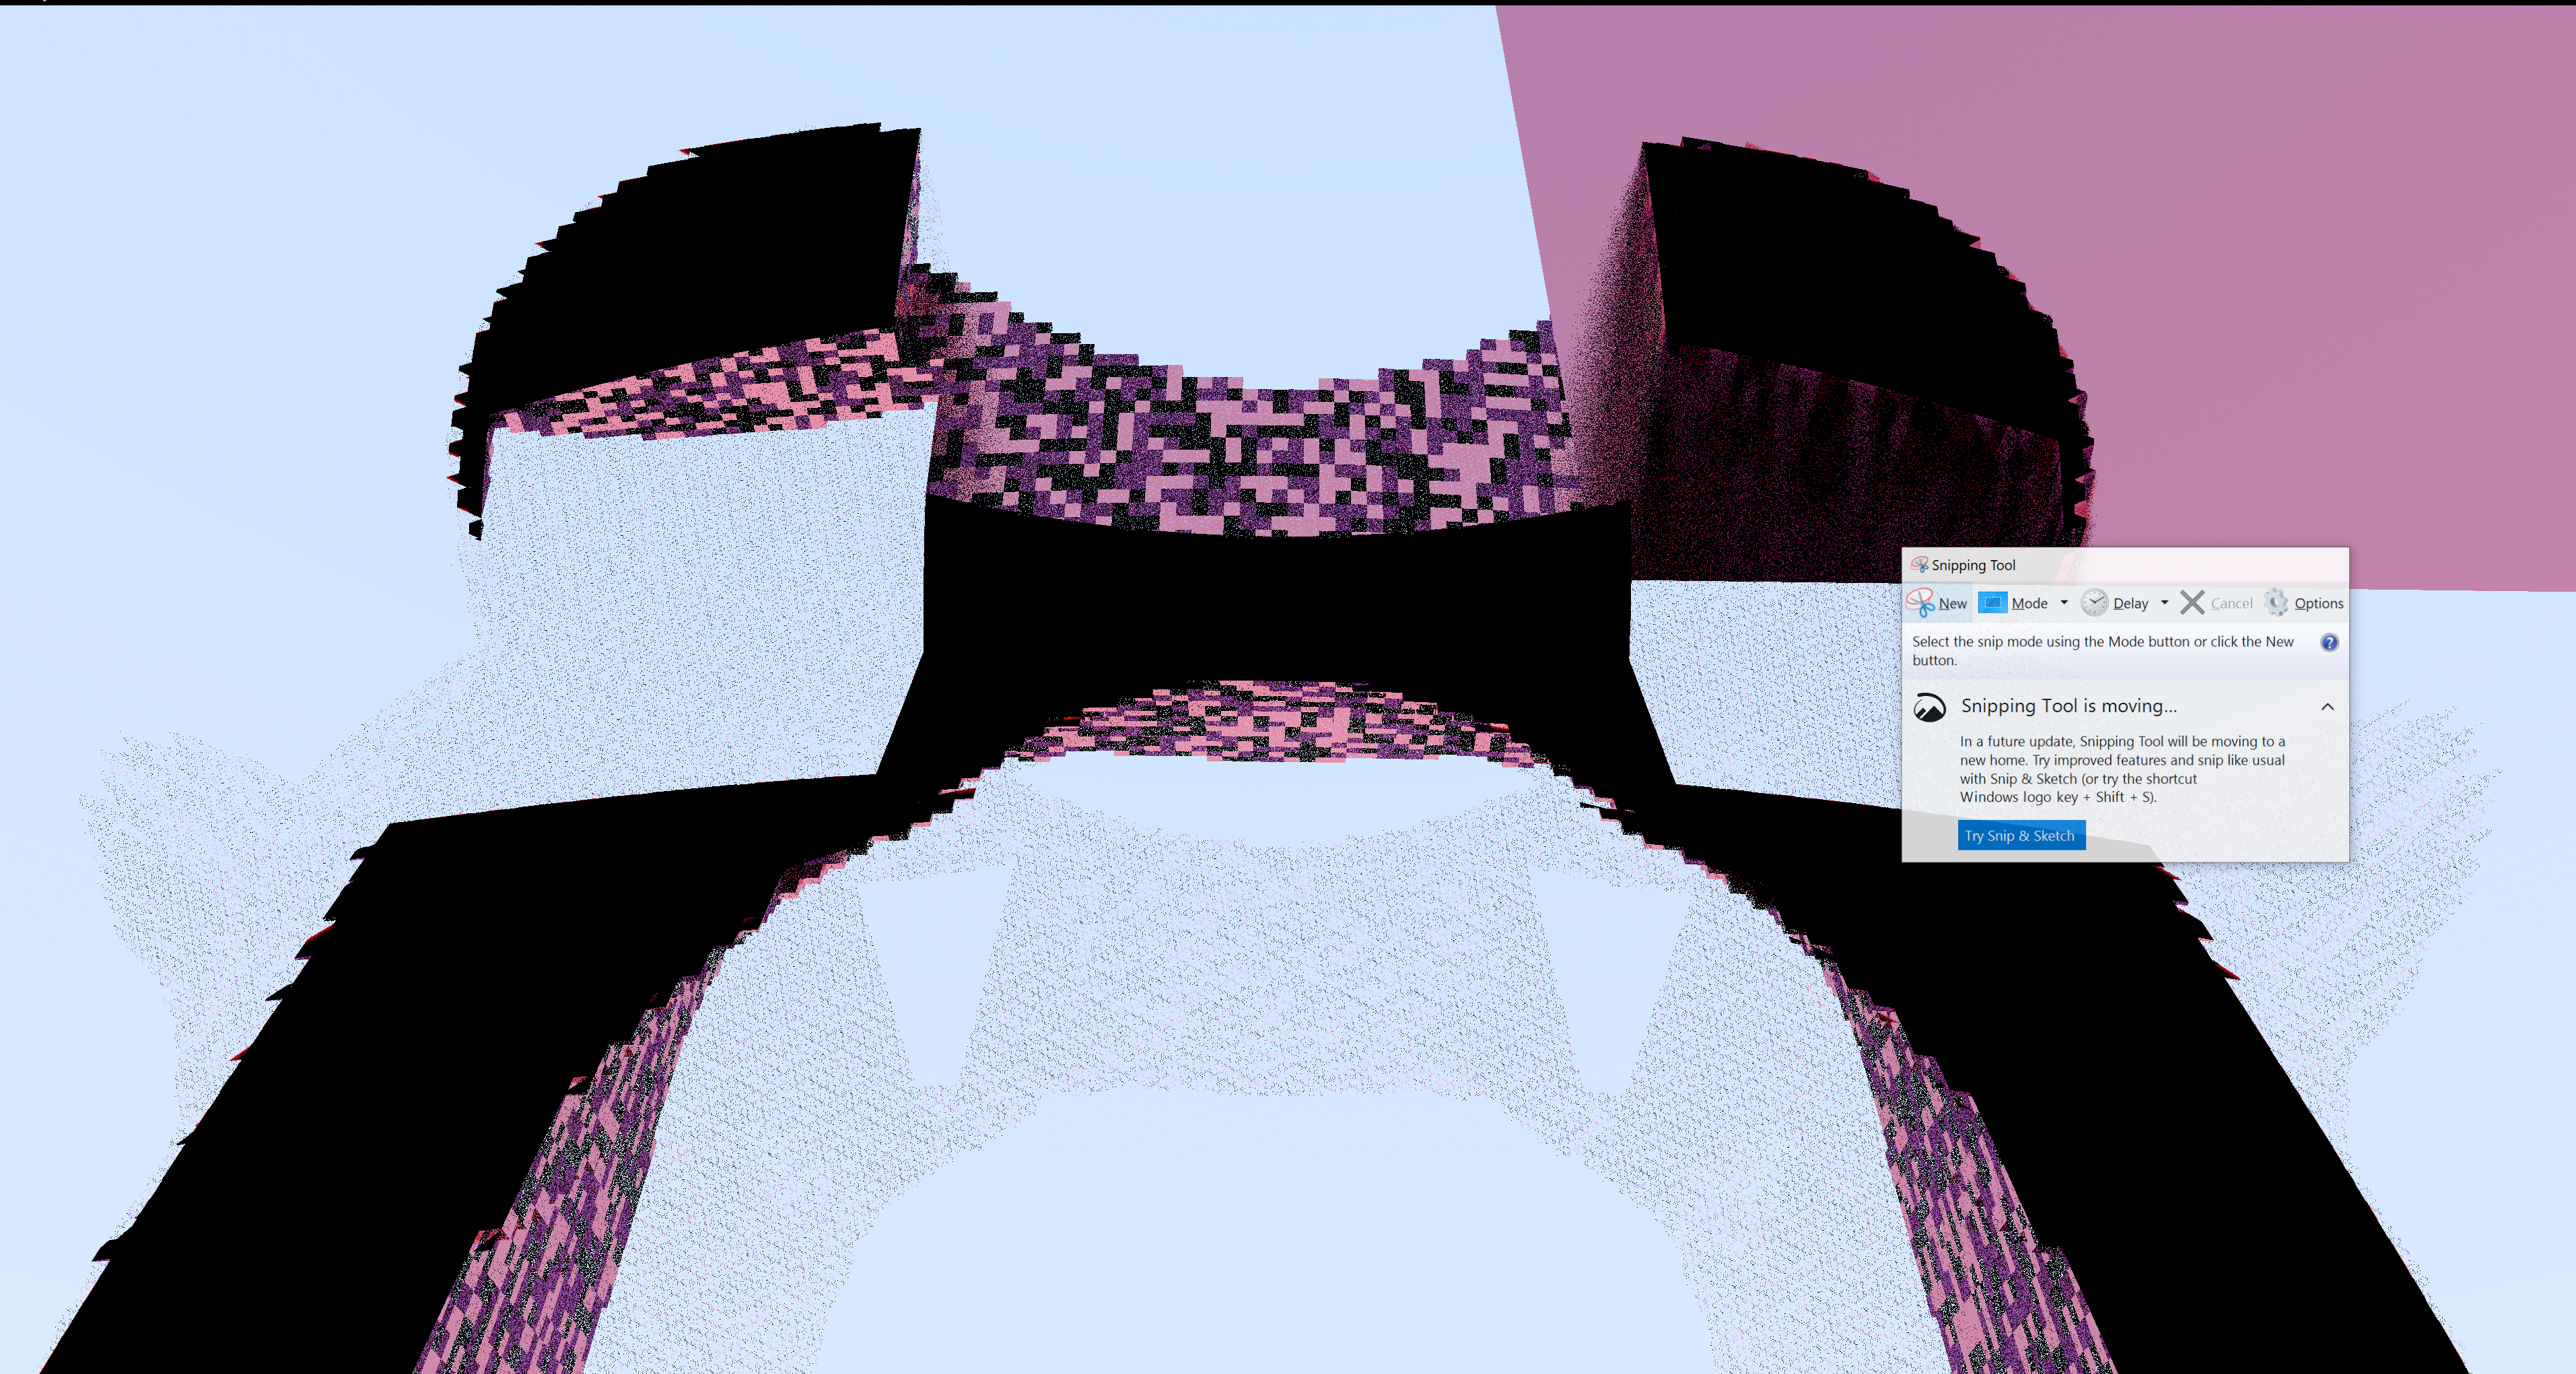 Snipping Tool
New Mode Delay Cancel Options
Select the snip mode using the Mode button or click the New
button.
Snipping Tool is moving...
In a future update, Snipping Tool will be moving to a
new home. Try improved features and snip like usual
with Snip & Sketch (or try the shortcut
Windows logo key + Shift + S).
Try Snip & Sketch